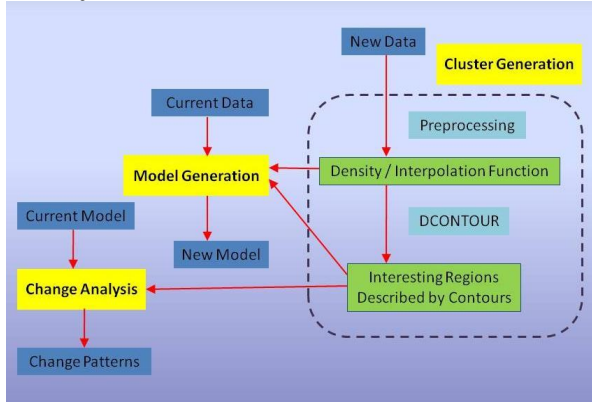 New Data
Cluster Generation
Current Data
Preprocessing
Model Generation
Density / Interpolation Function
Current Model
DCONTOUR
New Model
Interesting Regions
Described by Contours
Change Analysis
Change Patterns